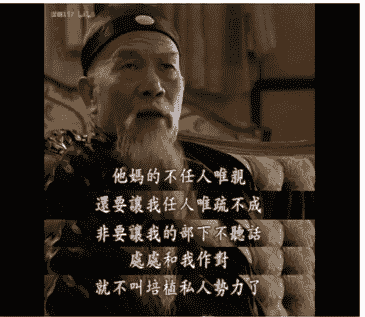 他媽的不任人唯親
還要讓我任人唯疏不成
非要讓我的部下不聽話
處處和我作對
就不叫培植私人勢力了